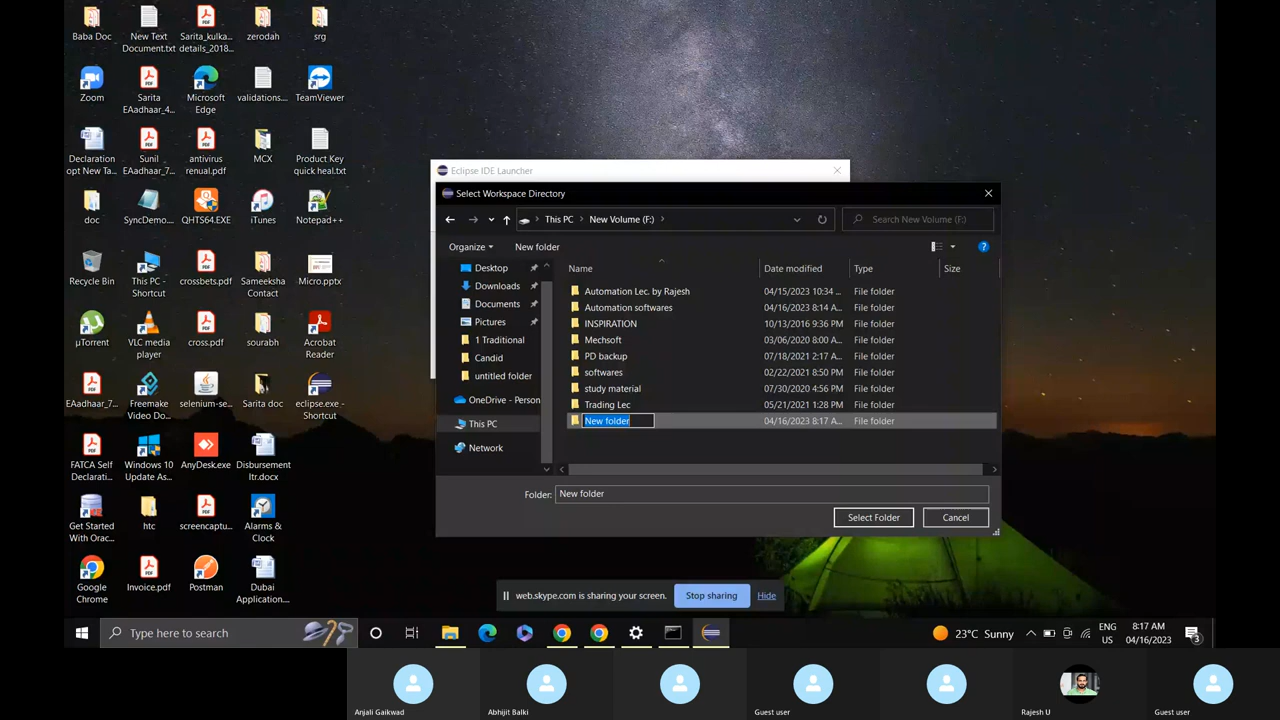 Baba Doc
New Text
Document.txt
Sarita_kulka...
details_2018...
zerodah
srg
Zoom
Sarita
EAadhaar_4...
Microsoft
Edge
validations....
TeamViewer
Declaration
opt New Ta...
Sunil
EAadhaar_7...
antivirus
renual.pdf
MCX
Product Key
quick heal.txt
doc
SyncDemo...
QHTS64.EXE
iTunes
Notepad++
Recycle Bin
This PC -
Shortcut
crossbets.pdf
Sameeksha
Contact
Micro.pptx
µTorrent
VLC media
player
cross.pdf
sourabh
Acrobat
Reader
EAadhaar_7...
Freemake
Video Do...
selenium-se...
Sarita doc
eclipse.exe -
Shortcut
FATCA Self
Declarati...
Windows 10
Update As...
AnyDesk.exe
Disbursement
ltr.docx
Get Started
With Orac...
htc
screencaptu...
Alarms &
Clock
Google
Chrome
Invoice.pdf
Postman
Dubai
Application....
Eclipse IDE Launcher
Select Workspace Directory
This PC
New Volume (F:)
Search New Volume (F:)
Organize
New folder
Desktop
Downloads
Documents
Pictures
1 Traditional
Candid
untitled folder
OneDrive - Person
This PC
Network
Name Date modified Type Size
Automation Lec. by Rajesh 04/15/2023 10:34 ... File folder
Automation softwares 04/16/2023 8:14 A... File folder
INSPIRATION 10/13/2016 9:36 PM File folder
Mechsoft 03/06/2020 8:00 A... File folder
PD backup 07/18/2021 2:17 A... File folder
softwares 02/22/2021 8:50 PM File folder
study material 07/30/2020 4:56 PM File folder
Trading Lec 05/21/2021 1:28 PM File folder
New folder 04/16/2023 8:17 A... File folder
Folder: New folder
Select Folder Cancel
web.skype.com is sharing your screen. Stop sharing Hide
Type here to search
23°C Sunny
ENG
US
8:17 AM
04/16/2023
3
Anjali Gaikwad
Abhijit Balki
Guest user
Rajesh U
Guest user